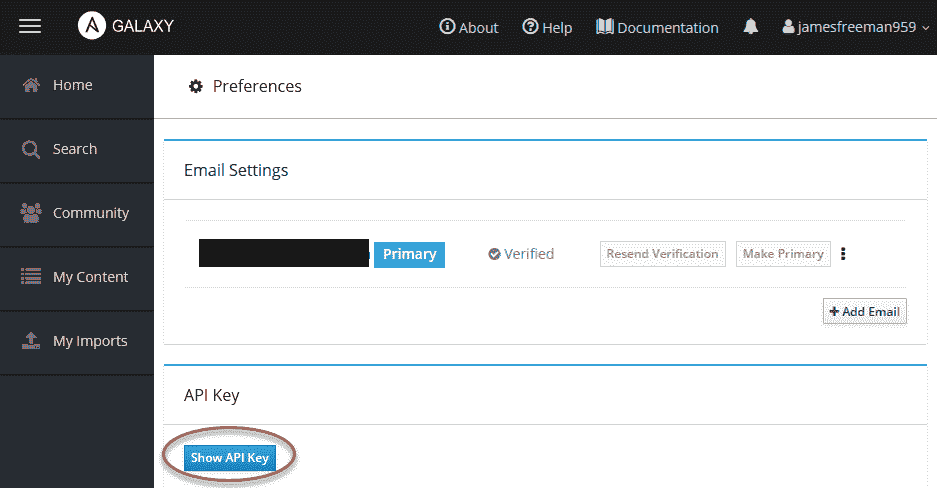 GALAXY
About
Help
Documentation
jamesfreeman959
Home
Search
Community
My Content
My Imports
Preferences
Email Settings
Primary
Verified
Resend Verification
Make Primary
Add Email
API Key
Show API Key